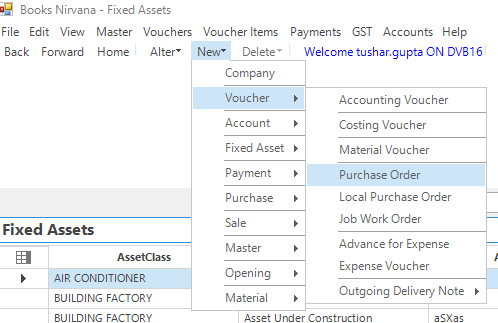 Books Nirvana - Fixed Assets
File Edit View Master Vouchers Voucher Items Payments GST Accounts Costing
Back Forward Home Alter New Delete Welcome tushar.gupta ON DVB16
Company
Voucher
Account
Fixed Asset
Payment
Purchase
Sale
Master
Opening
Material
Accounting Voucher
Costing Voucher
Material Voucher
Purchase Order
Local Purchase Order
Job Work Order
Advance for Expense
Expense Voucher
Outgoing Delivery Note
Fixed Assets
AssetClass
AIR CONDITIONER
BUILDING FACTORY
BUILDING FACTORY Asset Under Construction aSXas